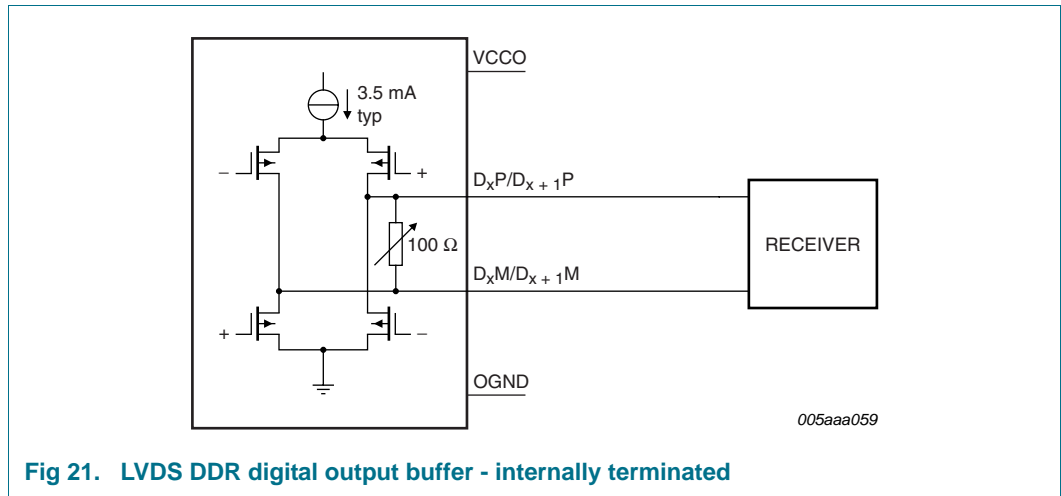 VCCO
3.5 mA
typ
− +
DxP/Dx + 1P
100 Ω
RECEIVER
DxM/Dx + 1M
+ −
OGND
005aaa059
Fig 21. LVDS DDR digital output buffer - internally terminated